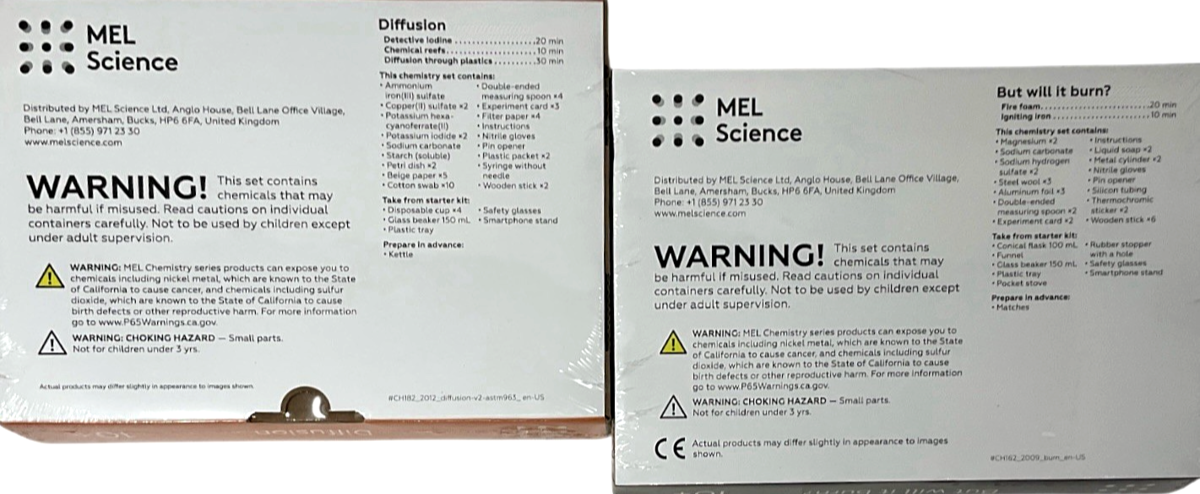 MEL
Science
Distributed by MEL Science Ltd, Anglo House, Bell Lane Office Village,
Bell Lane, Amersham, Bucks, HP6 6FA, United Kingdom
Phone: +1 (855) 971 23 30
www.melscience.com
WARNING! This set contains
chemicals that may
be harmful if misused. Read cautions on individual
containers carefully. Not to be used by children except
under adult supervision.
WARNING: MEL Chemistry series products can expose you to
chemicals including nickel metal, which are known to the State
of California to cause cancer, and chemicals including sulfur
dioxide, which are known to the State of California to cause
birth defects or other reproductive harm. For more information
go to www.P65Warnings.ca.gov.
WARNING: CHOKING HAZARD — Small parts.
Not for children under 3 yrs.
Actual products may differ slightly in appearance to images shown.
Diffusion
Detective Iodine 20 min
Chemical reefs 10 min
Diffusion through plastics 30 min
This chemistry set contains:
• Ammonium
iron(III) sulfate
• Copper(II) sulfate ×2
• Potassium hexa-
cyanoferrate(II)
• Potassium iodide ×2
• Sodium carbonate
• Starch (soluble)
• Petri dish ×2
• Beige paper ×5
• Cotton swab ×10
• Double-ended
measuring spoon ×4
• Experiment card ×3
• Filter paper ×4
• Instructions
• Nitrile gloves
• Pin opener
• Plastic packet ×2
• Syringe without
needle
• Wooden stick ×2
Take from starter kit:
• Disposable cup ×4
• Glass beaker 150 mL
• Plastic tray
• Safety glasses
• Smartphone stand
Prepare in advance:
• Kettle
#CH182_2012_diffusion-v2-astm963_en-US
Diffusion
MEL
Science
Distributed by MEL Science Ltd, Anglo House, Bell Lane Office Village,
Bell Lane, Amersham, Bucks, HP6 6FA, United Kingdom
Phone: +1 (855) 971 23 30
www.melscience.com
WARNING! This set contains
chemicals that may
be harmful if misused. Read cautions on individual
containers carefully. Not to be used by children except
under adult supervision.
WARNING: MEL Chemistry series products can expose you to
chemicals including nickel metal, which are known to the State
of California to cause cancer, and chemicals including sulfur
dioxide, which are known to the State of California to cause
birth defects or other reproductive harm. For more information
go to www.P65Warnings.ca.gov.
WARNING: CHOKING HAZARD — Small parts.
Not for children under 3 yrs.
CE Actual products may differ slightly in appearance to images
shown.
But will it burn?
Fire foam 20 min
Igniting iron 10 min
This chemistry set contains:
• Magnesium ×2
• Sodium carbonate
• Sodium hydrogen
sulfate ×2
• Steel wool ×3
• Aluminum foil ×3
• Double-ended
measuring spoon ×2
• Experiment card ×2
• Instructions
• Liquid soap ×2
• Metal cylinder ×2
• Nitrile gloves
• Pin opener
• Silicon tubing
• Thermochromic
sticker ×2
• Wooden stick ×6
Take from starter kit:
• Conical flask 100 mL
• Funnel
• Glass beaker 150 mL
• Plastic tray
• Pocket stove
• Rubber stopper
with a hole
• Safety glasses
• Smartphone stand
Prepare in advance:
• Matches
#CH162_2009_burn_en-US